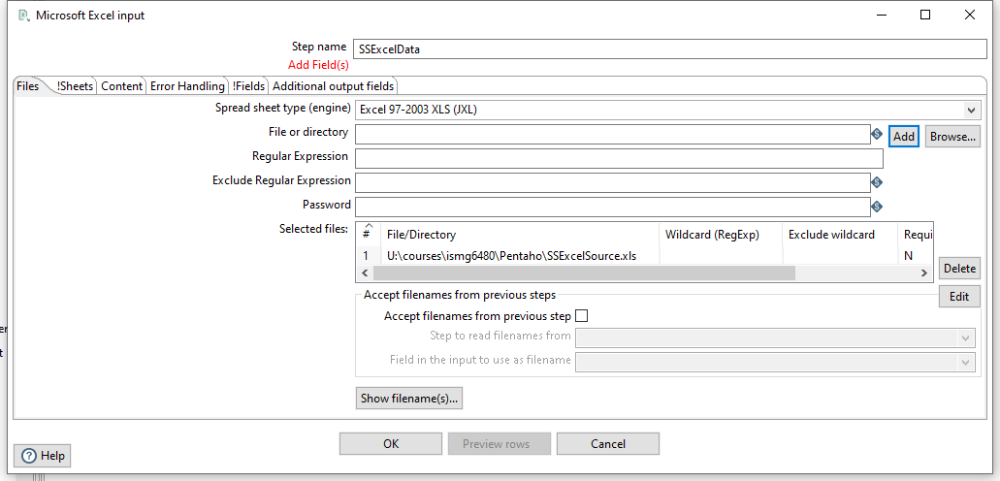 Microsoft Excel input
Step name SSExcelData
Add Field(s)
Files !Sheets Content Error Handling !Fields Additional output fields
Spread sheet type (engine) Excel 97-2003 XLS (JXL)
File or directory Add Browse...
Regular Expression
Exclude Regular Expression
Password
Selected files: # File/Directory Wildcard (RegExp) Exclude wildcard Requi
1 U:\courses\ismg6480\Pentaho\SSExcelSource.xls N
Delete
Edit
Accept filenames from previous steps
Accept filenames from previous step
Step to read filenames from
Field in the input to use as filename
Show filename(s)...
OK Preview rows Cancel
Help